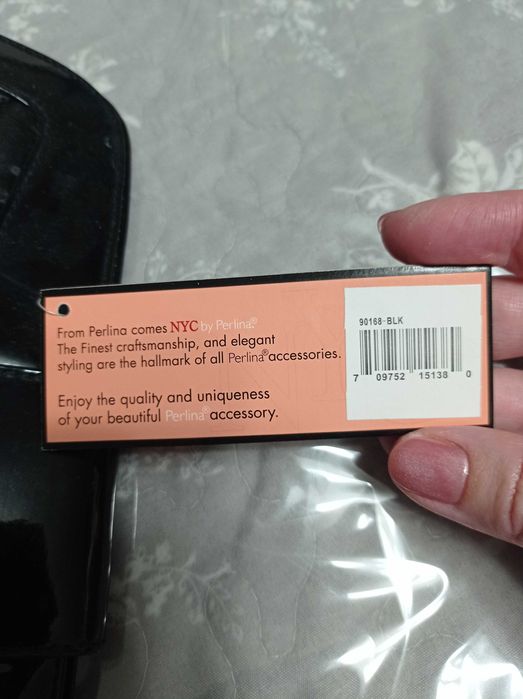 From Perlina comes NYC by Perlina®.
The Finest craftsmanship, and elegant
styling are the hallmark of all Perlina® accessories.
Enjoy the quality and uniqueness
of your beautiful Perlina® accessory.
90168-BLK
7 09752 15138 0